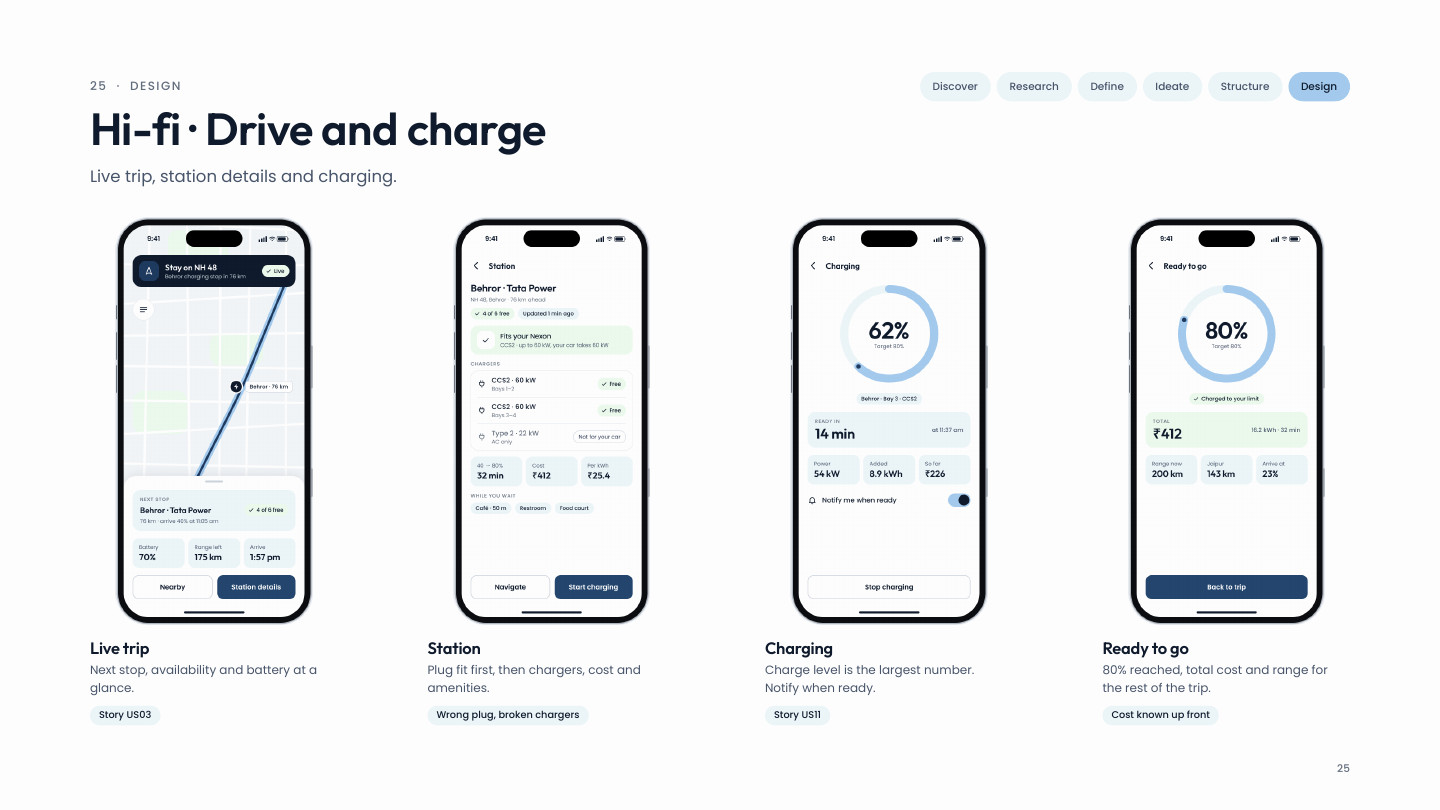 25 · DESIGN
Discover
Research
Define
Ideate
Structure
Design
Hi-fi · Drive and charge
Live trip, station details and charging.
9:41
Stay on NH 48
Behror charging stop in 76 km
Live
Behror · 76 km
NEXT STOP
Behror · Tata Power
4 of 6 free
76 km · arrive 40% at 11:05 am
Battery
70%
Range left
175 km
Arrive
1:57 pm
Nearby
Station details
Live trip
Next stop, availability and battery at a
glance.
Story US03
9:41
Station
Behror · Tata Power
NH 48, Behror · 76 km ahead
4 of 6 free
Updated 1 min ago
Fits your Nexon
CCS2 · up to 60 kW, your car takes 60 kW
CHARGERS
CCS2 · 60 kW
Bays 1–2
Free
CCS2 · 60 kW
Bays 3–4
Free
Type 2 · 22 kW
AC only
Not for your car
40 → 80%
32 min
Cost
₹412
Per kWh
₹25.4
WHILE YOU WAIT
Café · 50 m
Restroom
Food court
Navigate
Start charging
Station
Plug fit first, then chargers, cost and
amenities.
Wrong plug, broken chargers
9:41
Charging
62%
Target 80%
Behror · Bay 3 · CCS2
READY IN
14 min
at 11:37 am
Power
54 kW
Added
8.9 kWh
So far
₹226
Notify me when ready
Stop charging
Charging
Charge level is the largest number.
Notify when ready.
Story US11
9:41
Ready to go
80%
Target 80%
Charged to your limit
TOTAL
₹412
16.2 kWh · 32 min
Range now
200 km
Jaipur
143 km
Arrive at
23%
Back to trip
Ready to go
80% reached, total cost and range for
the rest of the trip.
Cost known up front
25